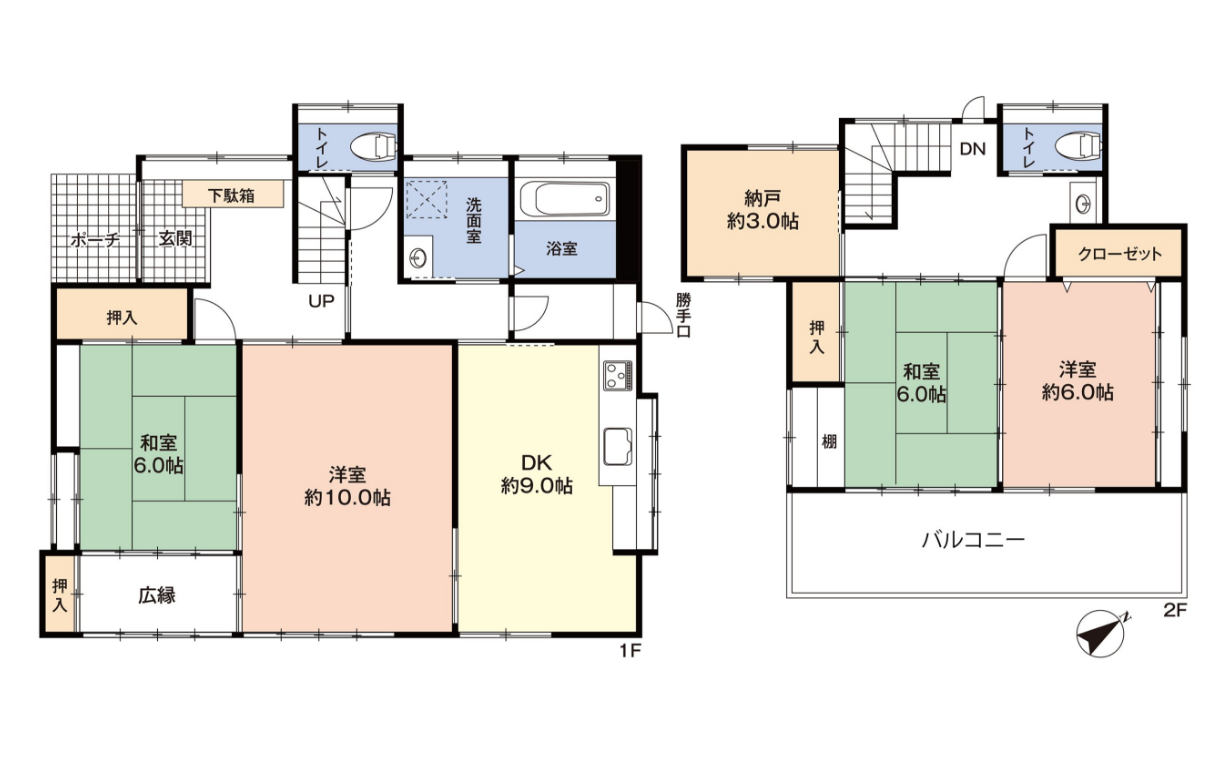 トイレ
下駄箱
洗面室
ポーチ
玄関
浴室
UP
押入
勝手口
和室
6.0帖
洋室
約10.0帖
DK
約9.0帖
押入
広縁
1F
DN
トイレ
納戸
約3.0帖
クローゼット
押入
和室
6.0帖
洋室
約6.0帖
棚
バルコニー
2F
N